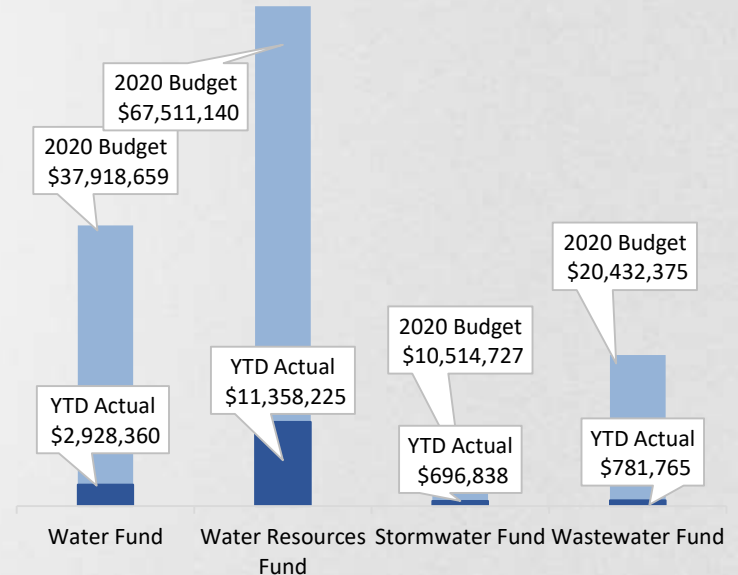 2020 Budget
$67,511,140
2020 Budget
$37,918,659
2020 Budget
$20,432,375
2020 Budget
$10,514,727
YTD Actual
$11,358,225
YTD Actual
$2,928,360
YTD Actual
$696,838
YTD Actual
$781,765
Water Fund
Water Resources
Fund
Stormwater Fund
Wastewater Fund